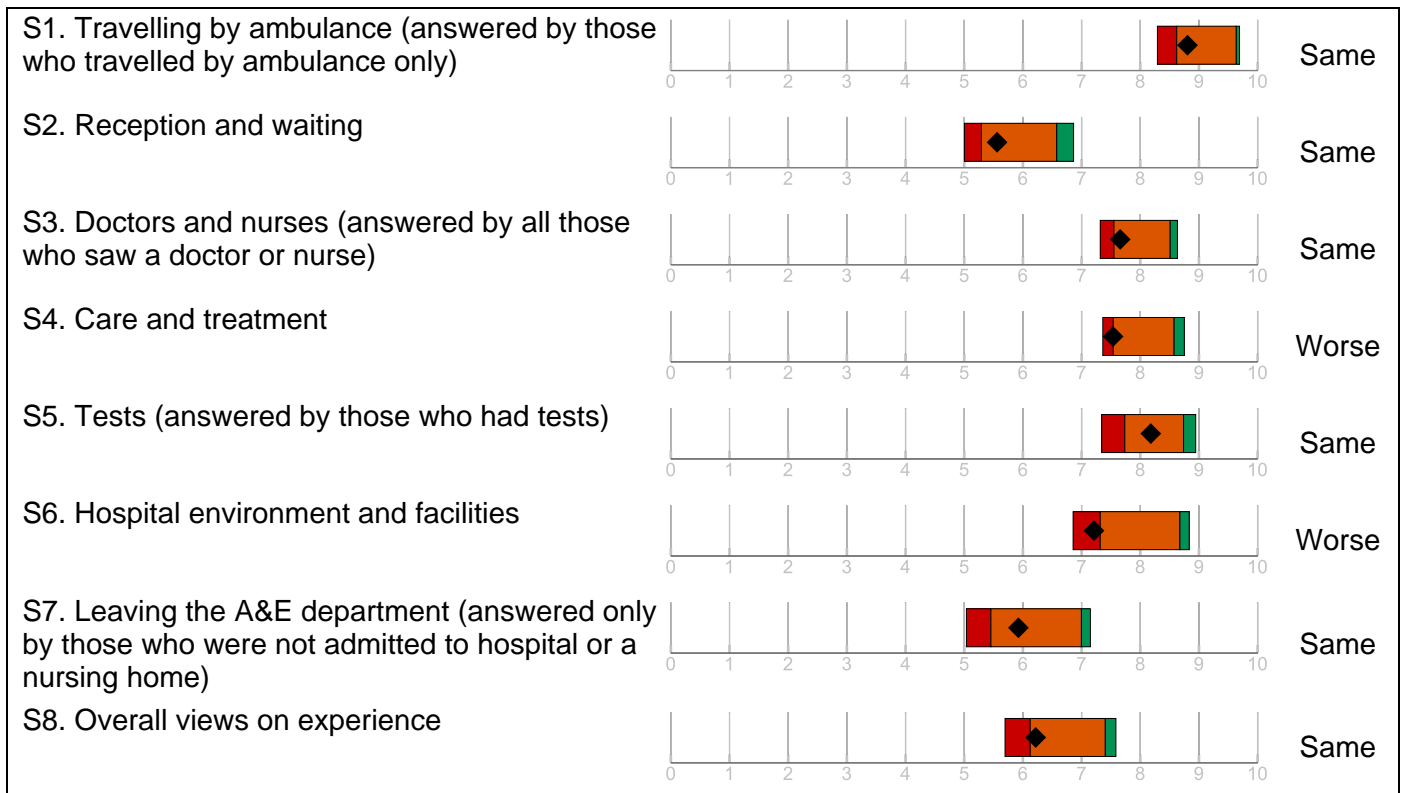 S1. Travelling by ambulance (answered by those
who travelled by ambulance only)
0 1 2 3 4 5 6 7 8 9 10
Same
S2. Reception and waiting
0 1 2 3 4 5 6 7 8 9 10
Same
S3. Doctors and nurses (answered by all those
who saw a doctor or nurse)
0 1 2 3 4 5 6 7 8 9 10
Same
S4. Care and treatment
0 1 2 3 4 5 6 7 8 9 10
Worse
S5. Tests (answered by those who had tests)
0 1 2 3 4 5 6 7 8 9 10
Same
S6. Hospital environment and facilities
0 1 2 3 4 5 6 7 8 9 10
Worse
S7. Leaving the A&E department (answered only
by those who were not admitted to hospital or a
nursing home)
0 1 2 3 4 5 6 7 8 9 10
Same
S8. Overall views on experience
0 1 2 3 4 5 6 7 8 9 10
Same